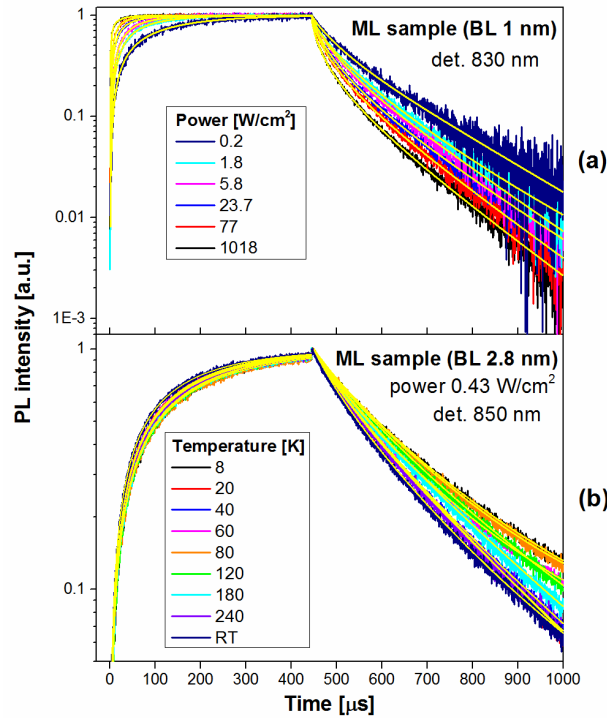 1
ML sample (BL 1 nm)
det. 830 nm
0.1
Power [W/cm²]
0.2
1.8
5.8
23.7
77
1018
(a)
0.01
1E-3
PL intensity [a.u.]
1
ML sample (BL 2.8 nm)
power 0.43 W/cm²
det. 850 nm
Temperature [K]
8
20
40
60
80
120
180
240
RT
(b)
0.1
0 100 200 300 400 500 600 700 800 900 1000
Time [μs]